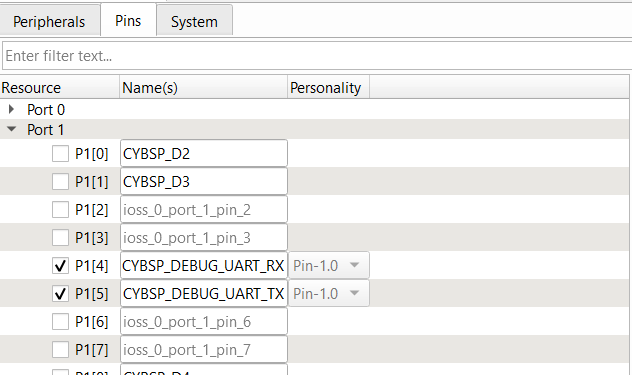 Peripherals Pins System
Enter filter text...
Resource Name(s) Personality
Port 0
Port 1
P1[0] CYBSP_D2
P1[1] CYBSP_D3
P1[2] ioss_0_port_1_pin_2
P1[3] ioss_0_port_1_pin_3
P1[4] CYBSP_DEBUG_UART_RX Pin-1.0
P1[5] CYBSP_DEBUG_UART_TX Pin-1.0
P1[6] ioss_0_port_1_pin_6
P1[7] ioss_0_port_1_pin_7